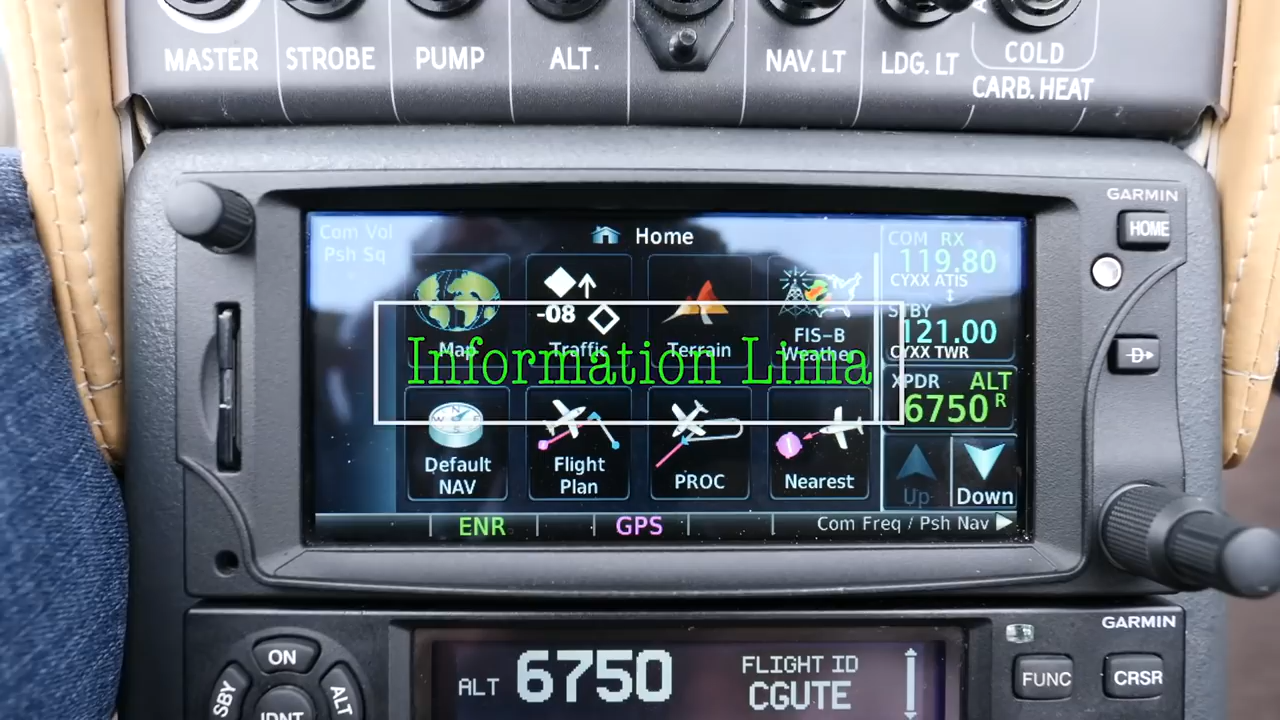 MASTER STROBE PUMP ALT. NAV. LT LDG. LT COLD
CARB. HEAT
GARMIN
HOME
Com Vol
Psh Sq
Home
COM RX
119.80
CYXX ATIS
STBY
121.00
CYXX TWR
-08
Map
Traffic
Terrain
FIS-B
Weather
Information Lima
XPDR ALT
6750 R
Default
NAV
Flight
Plan
PROC
Nearest
Up
Down
ENR
GPS
Com Freq / Psh Nav
D
GARMIN
ON
SBY
ALT
IDNT
ALT 6750
FLIGHT ID
CGUTE
FUNC
CRSR